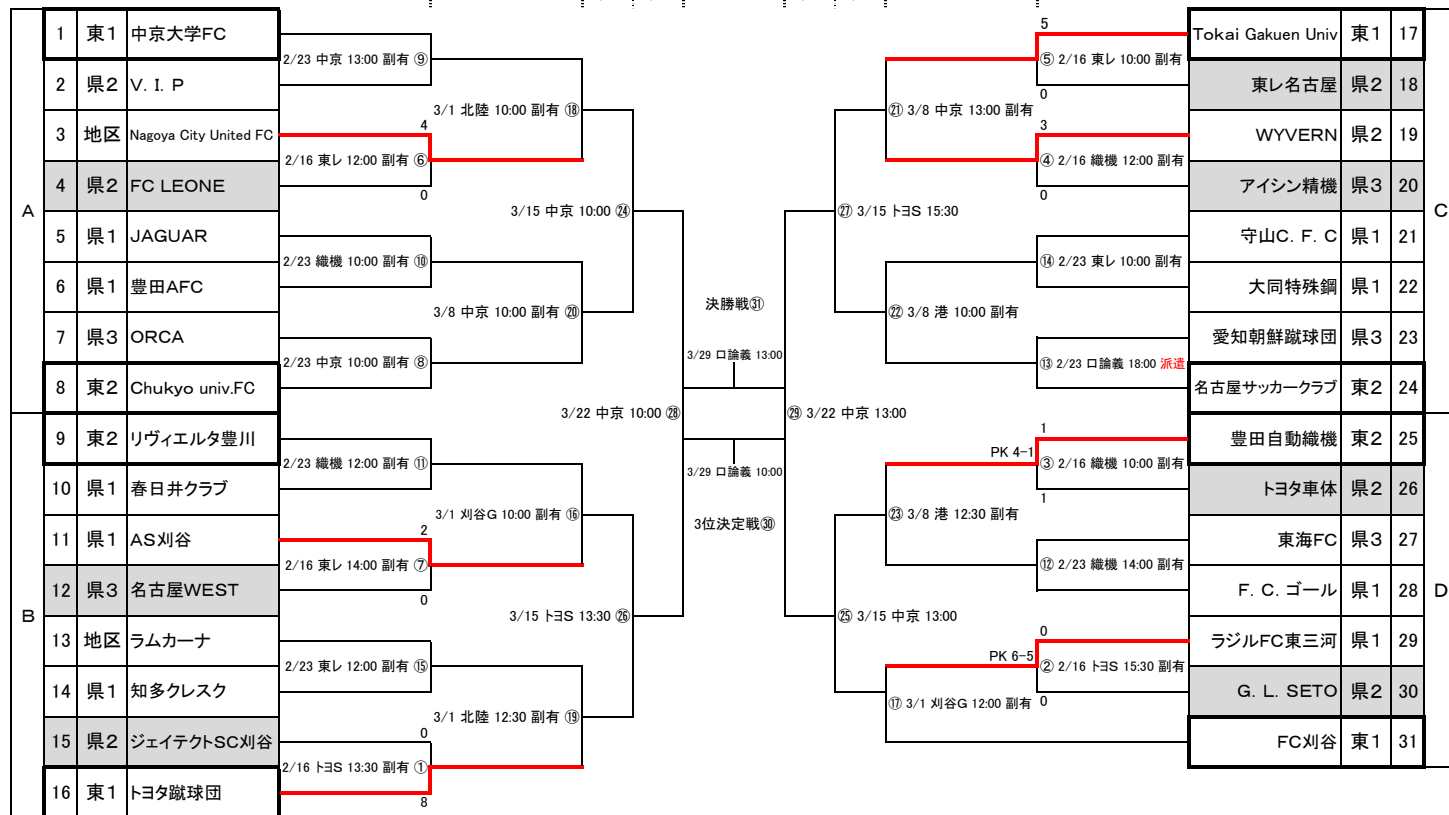 A
1 東1 中京大学FC
2/23 中京 13:00 副有 ⑨
2 県2 V. I. P
3/1 北陸 10:00 副有 ⑱
3 地区 Nagoya City United FC
4
2/16 東レ 12:00 副有 ⑥
4 県2 FC LEONE
0
3/15 中京 10:00 ㉔
5 県1 JAGUAR
2/23 織機 10:00 副有 ⑩
6 県1 豊田AFC
3/8 中京 10:00 副有 ⑳
7 県3 ORCA
2/23 中京 10:00 副有 ⑧
8 東2 Chukyo univ.FC
3/22 中京 10:00 ㉘
B
9 東2 リヴィエルタ豊川
2/23 織機 12:00 副有 ⑪
10 県1 春日井クラブ
3/1 刈谷G 10:00 副有 ⑯
11 県1 AS刈谷
2
2/16 東レ 14:00 副有 ⑦
12 県3 名古屋WEST
0
3/15 トヨS 13:30 ㉖
13 地区 ラムカーナ
2/23 東レ 12:00 副有 ⑮
14 県1 知多クレスク
3/1 北陸 12:30 副有 ⑲
15 県2 ジェイテクトSC刈谷
0
2/16 トヨS 13:30 副有 ①
16 東1 トヨタ蹴球団
8
決勝戦㉛
3/29 口論義 13:00
3/29 口論義 10:00
3位決定戦㉚
C
5
Tokai Gakuen Univ 東1 17
⑤ 2/16 東レ 10:00 副有
東レ名古屋 県2 18
0
㉑ 3/8 中京 13:00 副有
3
WYVERN 県2 19
④ 2/16 織機 12:00 副有
アイシン精機 県3 20
0
㉗ 3/15 トヨS 15:30
守山C. F. C 県1 21
⑭ 2/23 東レ 10:00 副有
大同特殊鋼 県1 22
㉒ 3/8 港 10:00 副有
愛知朝鮮蹴球団 県3 23
⑬ 2/23 口論義 18:00 派遣
名古屋サッカークラブ 東2 24
㉙ 3/22 中京 13:00
D
1
豊田自動織機 東2 25
PK 4-1
③ 2/16 織機 10:00 副有
トヨタ車体 県2 26
1
㉓ 3/8 港 12:30 副有
東海FC 県3 27
⑫ 2/23 織機 14:00 副有
F. C. ゴール 県1 28
㉕ 3/15 中京 13:00
0
ラジルFC東三河 県1 29
PK 6-5
② 2/16 トヨS 15:30 副有
G. L. SETO 県2 30
0
⑰ 3/1 刈谷G 12:00 副有
FC刈谷 東1 31